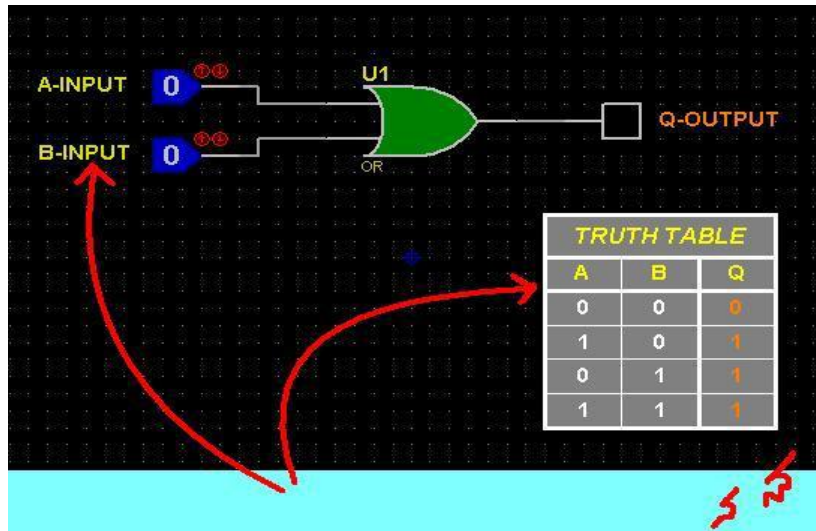 U1
A-INPUT 0
Q-OUTPUT
B-INPUT 0
OR
TRUTH TABLE
A B Q
0 0 0
1 0 1
0 1 1
1 1 1